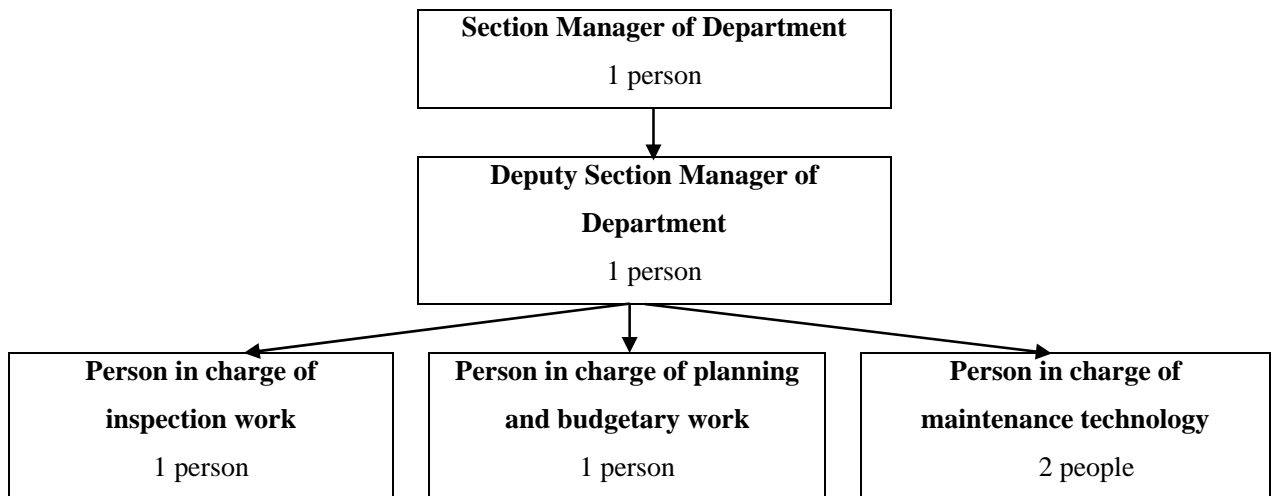 Section Manager of Department
1 person
Deputy Section Manager of
Department
1 person
Person in charge of
inspection work
1 person
Person in charge of planning
and budgetary work
1 person
Person in charge of
maintenance technology
2 people